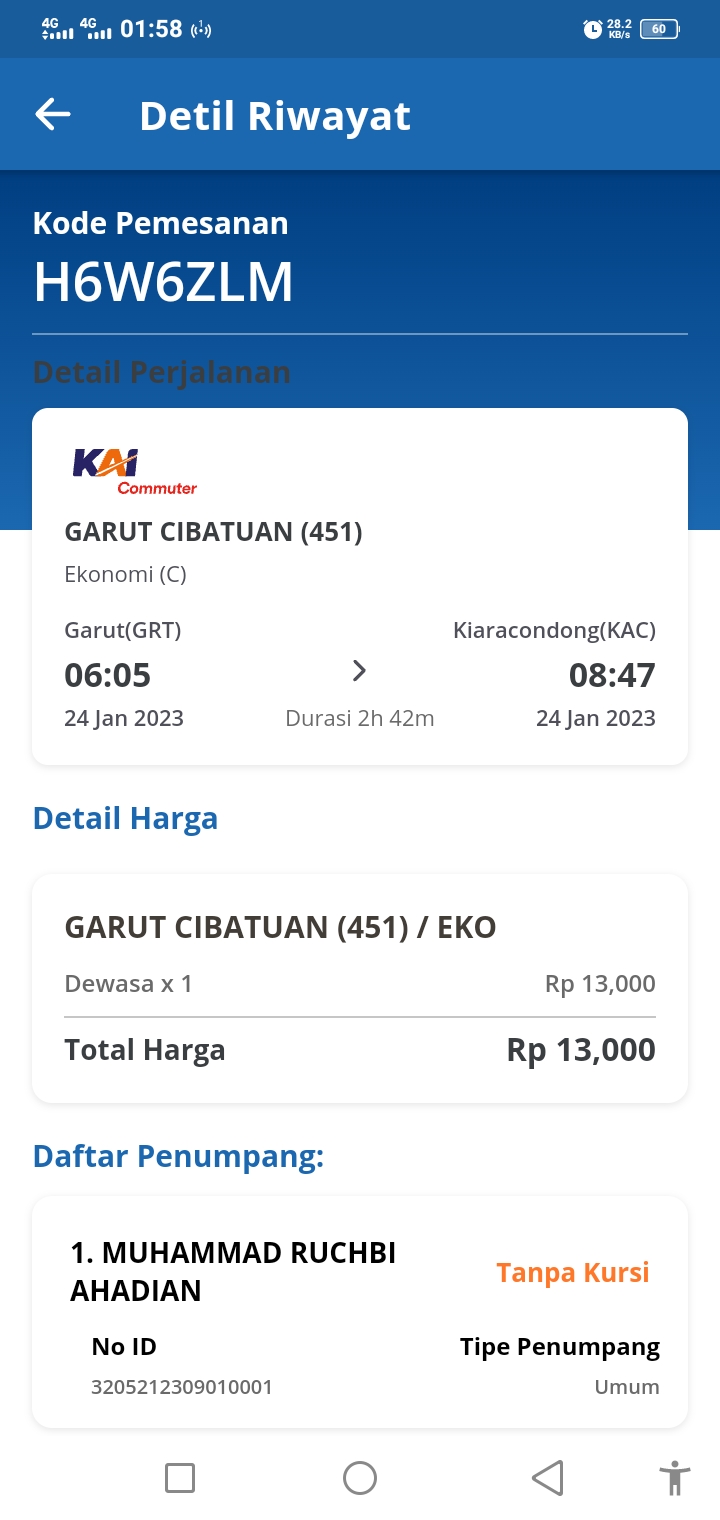 4G 4G 01:58 28.2 KB/s 60
Detil Riwayat
Kode Pemesanan
H6W6ZLM
Detail Perjalanan
KAI
Commuter
GARUT CIBATUAN (451)
Ekonomi (C)
Garut(GRT) Kiaracondong(KAC)
06:05 08:47
24 Jan 2023 Durasi 2h 42m 24 Jan 2023
Detail Harga
GARUT CIBATUAN (451) / EKO
Dewasa x 1 Rp 13,000
Total Harga Rp 13,000
Daftar Penumpang:
1. MUHAMMAD RUCHBI
AHADIAN
Tanpa Kursi
No ID Tipe Penumpang
3205212309010001 Umum